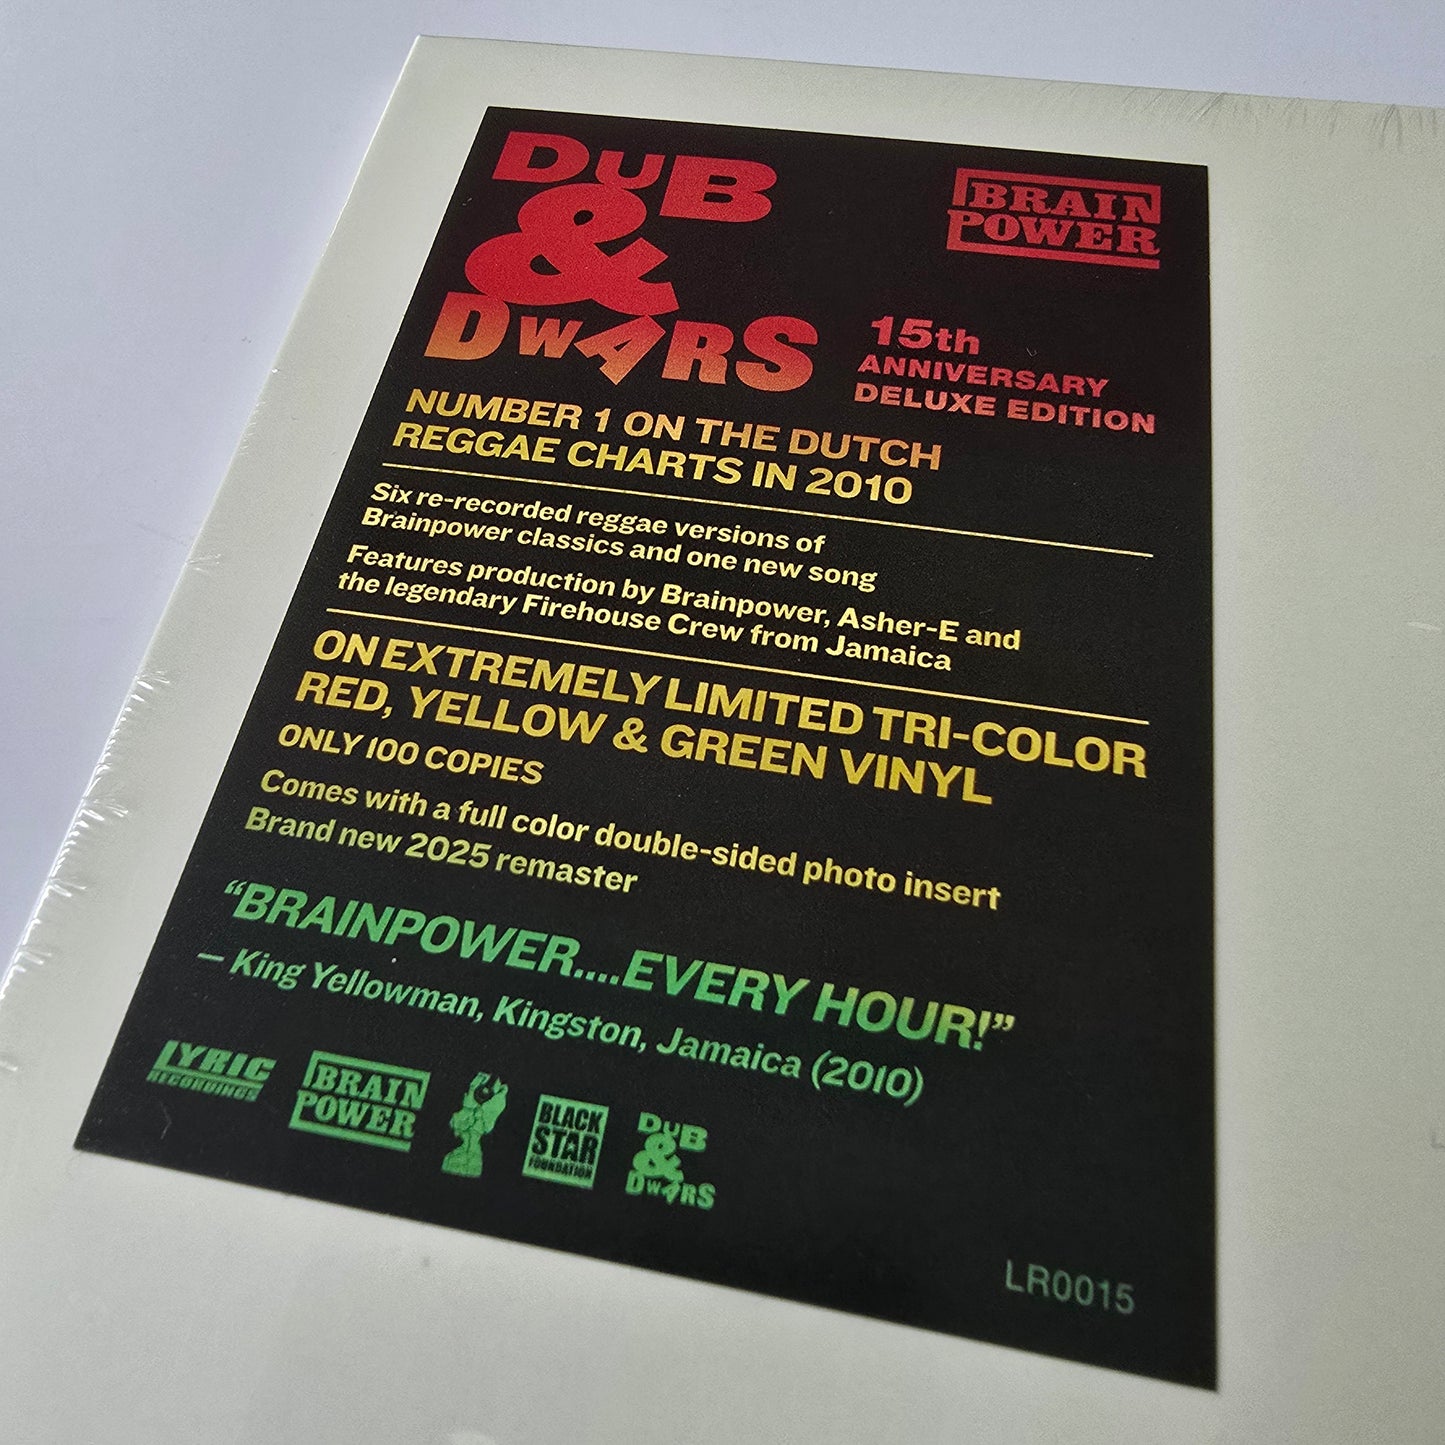 DuB
&
DWARS
BRAIN
POWER
15th
ANNIVERSARY
DELUXE EDITION
NUMBER 1 ON THE DUTCH
REGGAE CHARTS IN 2010
Six re-recorded reggae versions of
Brainpower classics and one new song
Features production by Brainpower, Asher-E and
the legendary Firehouse Crew from Jamaica
ON EXTREMELY LIMITED TRI-COLOR
RED, YELLOW & GREEN VINYL
ONLY 100 COPIES
Comes with a full color double-sided photo insert
Brand new 2025 remaster
“BRAINPOWER....EVERY HOUR!”
– King Yellowman, Kingston, Jamaica (2010)
LYRIC
RECORDINGS
BRAIN
POWER
BLACK
STAR
FOUNDATION
DuB
&
DWARS
LR0015